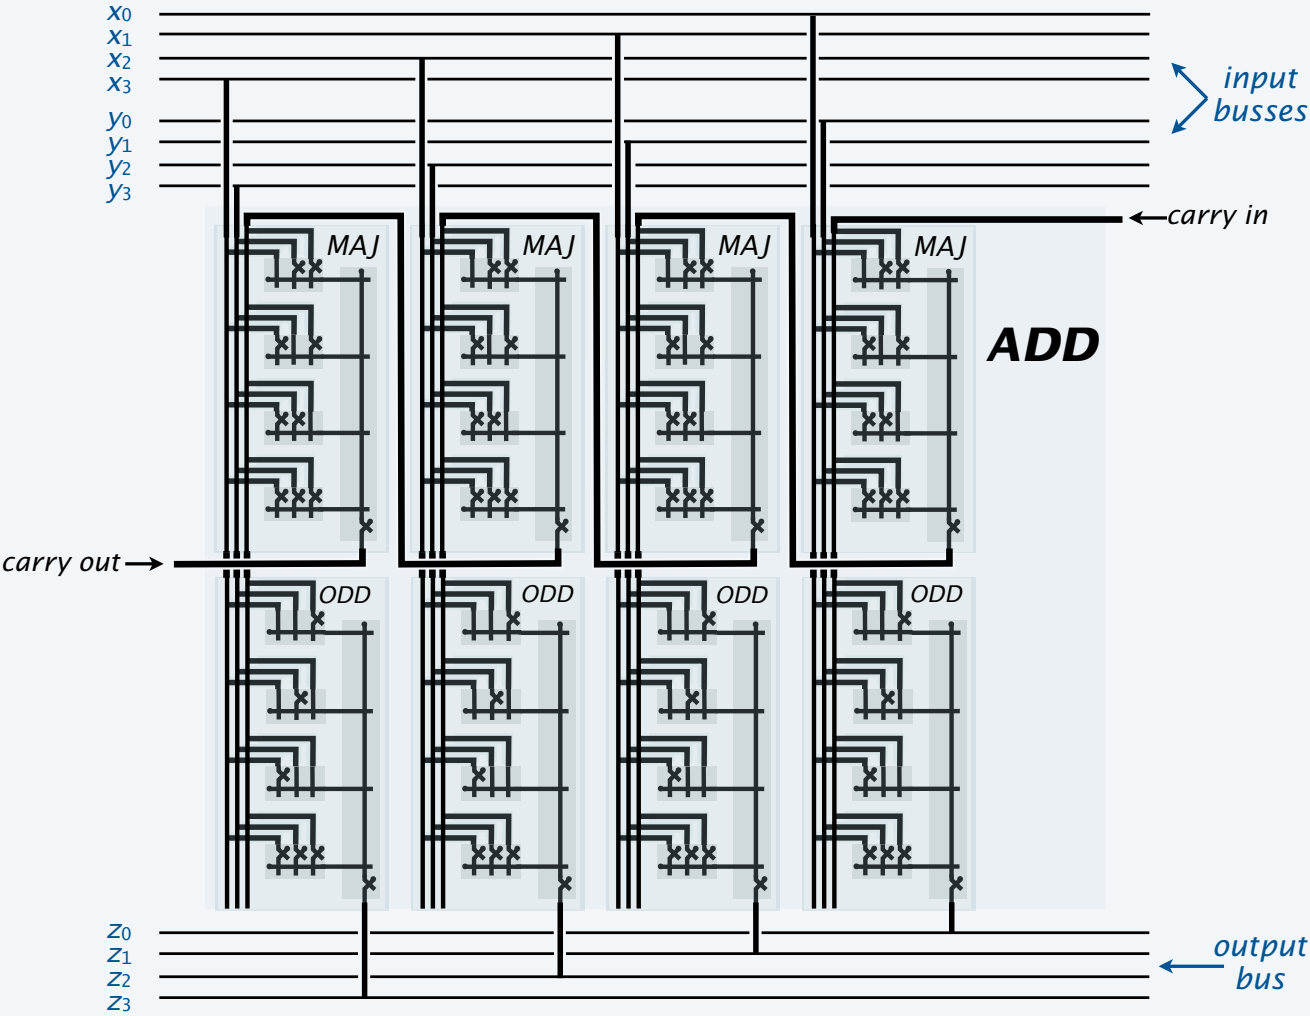 x0
x1
x2
x3
y0
y1
y2
y3
input
busses
carry in
MAJ MAJ MAJ MAJ
ADD
carry out
ODD ODD ODD ODD
z0
z1
z2
z3
output
bus